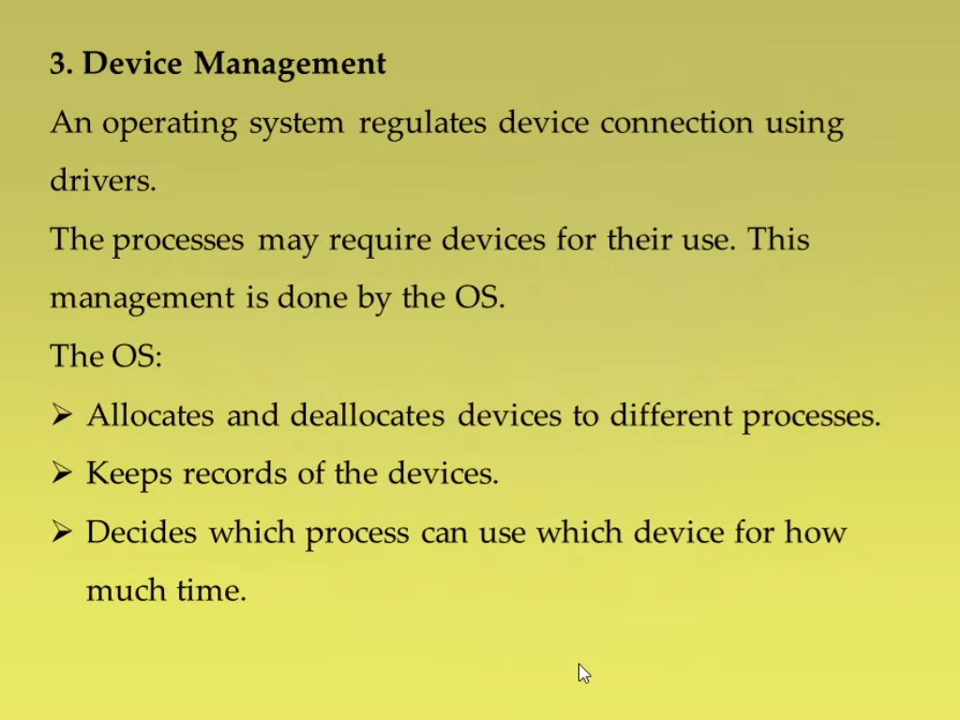 3. Device Management
An operating system regulates device connection using
drivers.
The processes may require devices for their use. This
management is done by the OS.
The OS:
➢ Allocates and deallocates devices to different processes.
➢ Keeps records of the devices.
➢ Decides which process can use which device for how
much time.